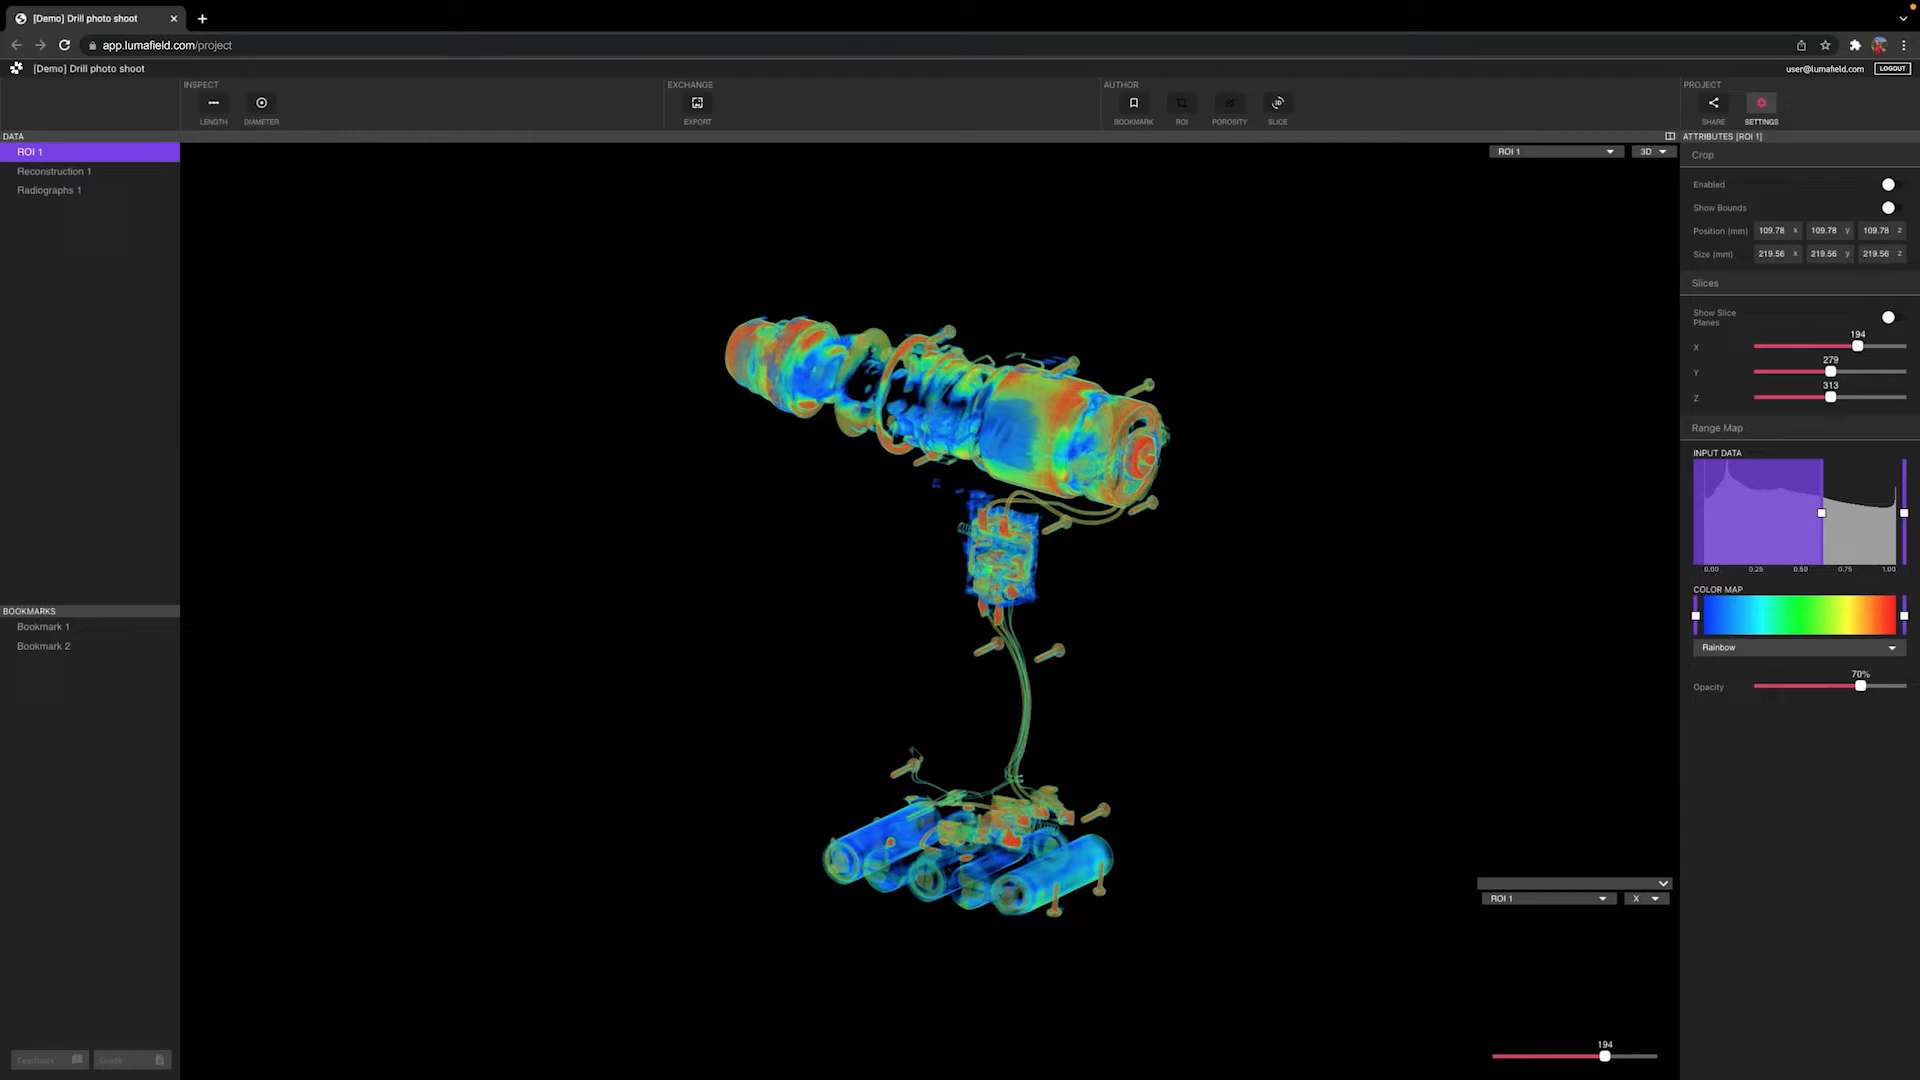 [Demo] Drill photo shoot
app.lumafield.com/project
[Demo] Drill photo shoot
user@lumafield.com
LOGOUT
INSPECT
LENGTH
DIAMETER
EXCHANGE
EXPORT
AUTHOR
BOOKMARK
ROI
POROSITY
SLICE
PROJECT
SHARE
SETTINGS
DATA
ROI 1
Reconstruction 1
Radiographs 1
BOOKMARKS
Bookmark 1
Bookmark 2
Feedback
Guide
ROI 1
3D
ROI 1
X
194
ATTRIBUTES [ROI 1]
Crop
Enabled
Show Bounds
Position (mm) 109.78 x 109.78 y 109.78 z
Size (mm) 219.56 x 219.56 y 219.56 z
Slices
Show Slice
Planes
194
X
279
Y
313
Z
Range Map
INPUT DATA
0.00 0.25 0.50 0.75 1.00
COLOR MAP
Rainbow
70%
Opacity